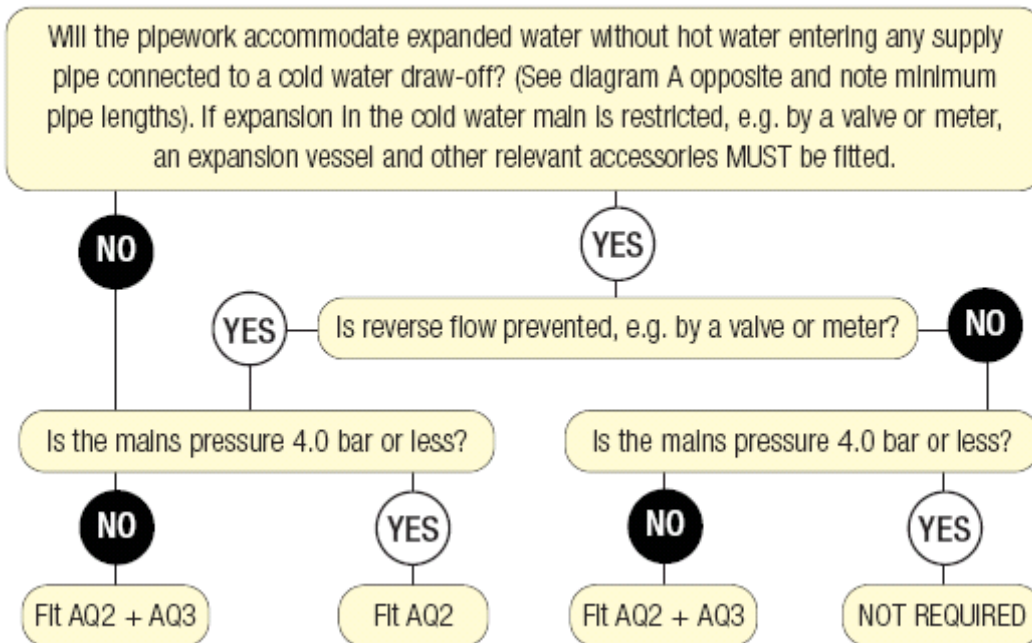 Will the pipework accommodate expanded water without hot water entering any supply
pipe connected to a cold water draw-off? (See diagram A opposite and note minimum
pipe lengths). If expansion in the cold water main is restricted, e.g. by a valve or meter,
an expansion vessel and other relevant accessories MUST be fitted.
NO
YES
YES
Is reverse flow prevented, e.g. by a valve or meter?
NO
Is the mains pressure 4.0 bar or less?
Is the mains pressure 4.0 bar or less?
NO
YES
NO
YES
Fit AQ2 + AQ3
Fit AQ2
Fit AQ2 + AQ3
NOT REQUIRED